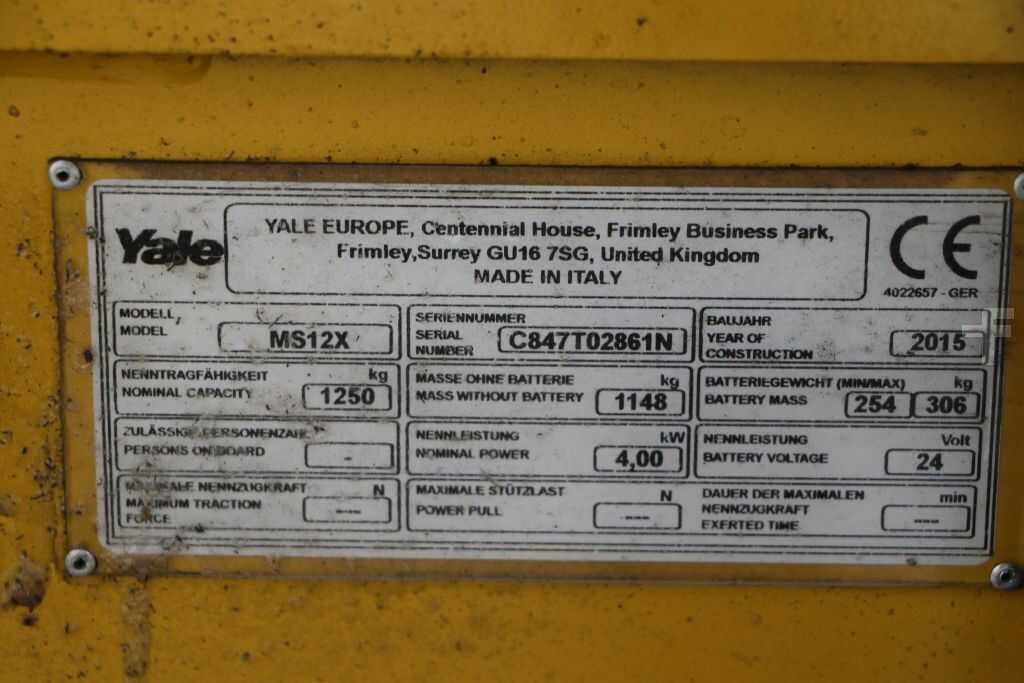 Yale
YALE EUROPE, Centennial House, Frimley Business Park,
Frimley,Surrey GU16 7SG, United Kingdom
MADE IN ITALY
CE
4022657 - GER
MODELL
MODEL
MS12X
SERIENNUMMER
SERIAL
NUMBER
C847T02861N
BAUJAHR
YEAR OF
CONSTRUCTION
2015
NENNTRAGFÄHIGKEIT kg
NOMINAL CAPACITY
1250
MASSE OHNE BATTERIE kg
MASS WITHOUT BATTERY
1148
BATTERIEGEWICHT (MIN/MAX) kg
BATTERY MASS
254 306
ZULÄSSIGE PERSONENZAHL
PERSONS ON BOARD
-
NENNLEISTUNG kW
NOMINAL POWER
4,00
NENNLEISTUNG Volt
BATTERY VOLTAGE
24
MAXIMALE NENNZUGKRAFT N
MAXIMUM TRACTION
FORCE
---
MAXIMALE STÜTZLAST N
POWER PULL
---
DAUER DER MAXIMALEN min
NENNZUGKRAFT
EXERTED TIME
---